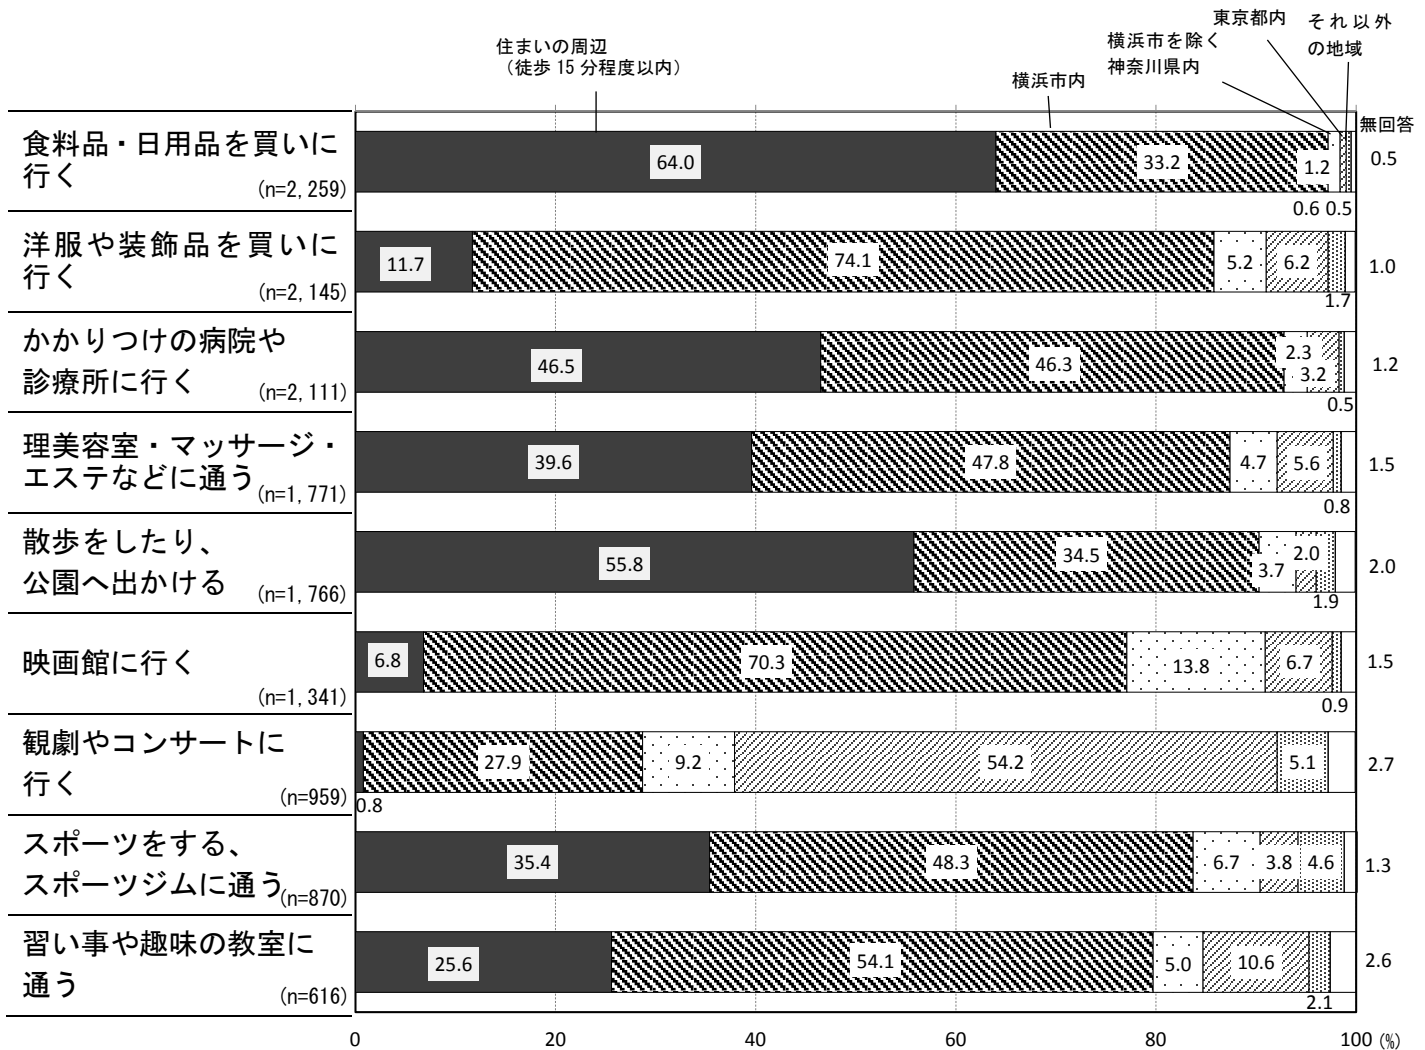 住まいの周辺
（徒歩 15 分程度以内）
横浜市内
横浜市を除く
神奈川県内
東京都内
それ以外
の地域
無回答
食料品・日用品を買いに
行く
(n=2,259)
64.0
33.2
1.2
0.6
0.5
0.5
洋服や装飾品を買いに
行く
(n=2,145)
11.7
74.1
5.2
6.2
1.7
1.0
かかりつけの病院や
診療所に行く
(n=2,111)
46.5
46.3
2.3
3.2
0.5
1.2
理美容室・マッサージ・
エステなどに通う
(n=1,771)
39.6
47.8
4.7
5.6
0.8
1.5
散歩をしたり、
公園へ出かける
(n=1,766)
55.8
34.5
3.7
2.0
1.9
2.0
映画館に行く
(n=1,341)
6.8
70.3
13.8
6.7
0.9
1.5
観劇やコンサートに
行く
(n=959)
0.8
27.9
9.2
54.2
5.1
2.7
スポーツをする、
スポーツジムに通う
(n=870)
35.4
48.3
6.7
3.8
4.6
1.3
習い事や趣味の教室に
通う
(n=616)
25.6
54.1
5.0
10.6
2.1
2.6
0 20 40 60 80 100 (%)